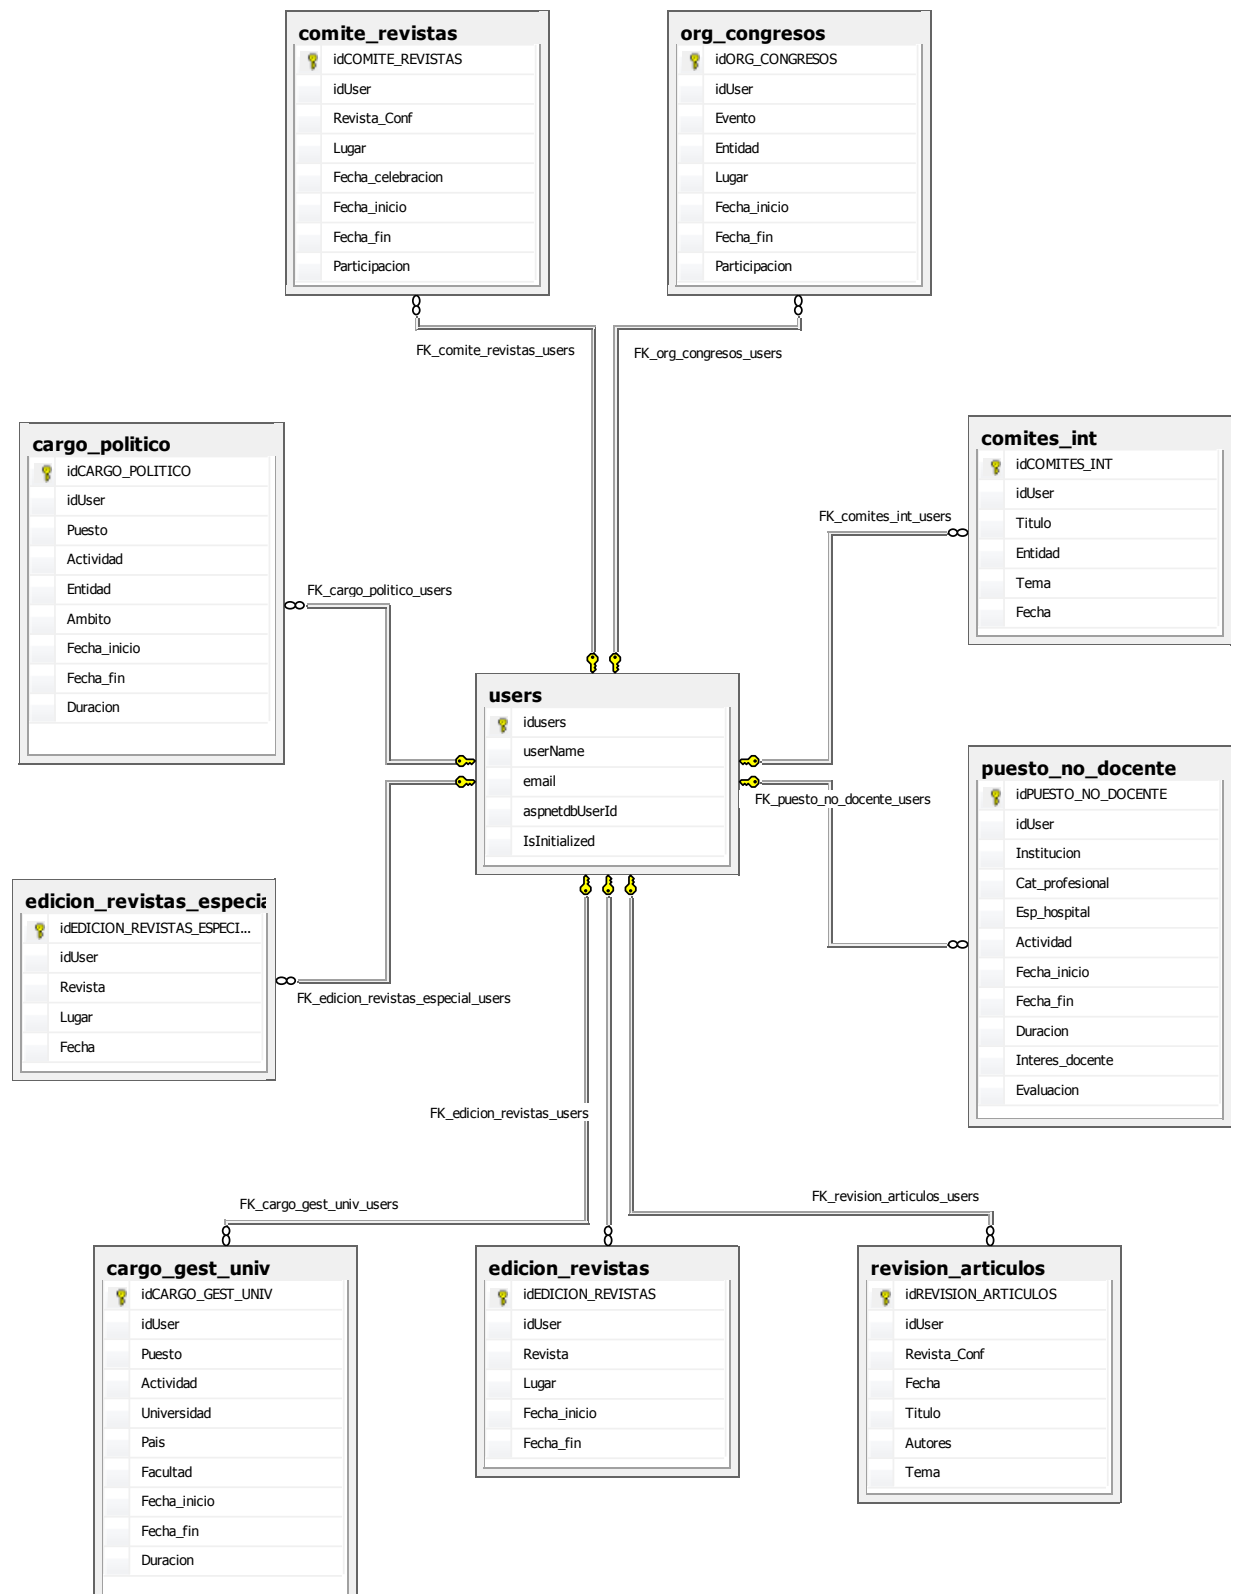 comite_revistas
idCOMITE_REVISTAS
idUser
Revista_Conf
Lugar
Fecha_celebracion
Fecha_inicio
Fecha_fin
Participacion
org_congresos
idORG_CONGRESOS
idUser
Evento
Entidad
Lugar
Fecha_inicio
Fecha_fin
Participacion
FK_comite_revistas_users
FK_org_congresos_users
cargo_politico
idCARGO_POLITICO
idUser
Puesto
Actividad
Entidad
Ambito
Fecha_inicio
Fecha_fin
Duracion
FK_cargo_politico_users
comites_int
idCOMITES_INT
idUser
Titulo
Entidad
Tema
Fecha
FK_comites_int_users
users
idusers
userName
email
aspnetdbUserId
IsInitialized
FK_puesto_no_docente_users
puesto_no_docente
idPUESTO_NO_DOCENTE
idUser
Institucion
Cat_profesional
Esp_hospital
Actividad
Fecha_inicio
Fecha_fin
Duracion
Interes_docente
Evaluacion
edicion_revistas_especia
idEDICION_REVISTAS_ESPECI...
idUser
Revista
Lugar
Fecha
FK_edicion_revistas_especial_users
FK_edicion_revistas_users
FK_cargo_gest_univ_users
FK_revision_articulos_users
cargo_gest_univ
idCARGO_GEST_UNIV
idUser
Puesto
Actividad
Universidad
Pais
Facultad
Fecha_inicio
Fecha_fin
Duracion
edicion_revistas
idEDICION_REVISTAS
idUser
Revista
Lugar
Fecha_inicio
Fecha_fin
revision_articulos
idREVISION_ARTICULOS
idUser
Revista_Conf
Fecha
Titulo
Autores
Tema